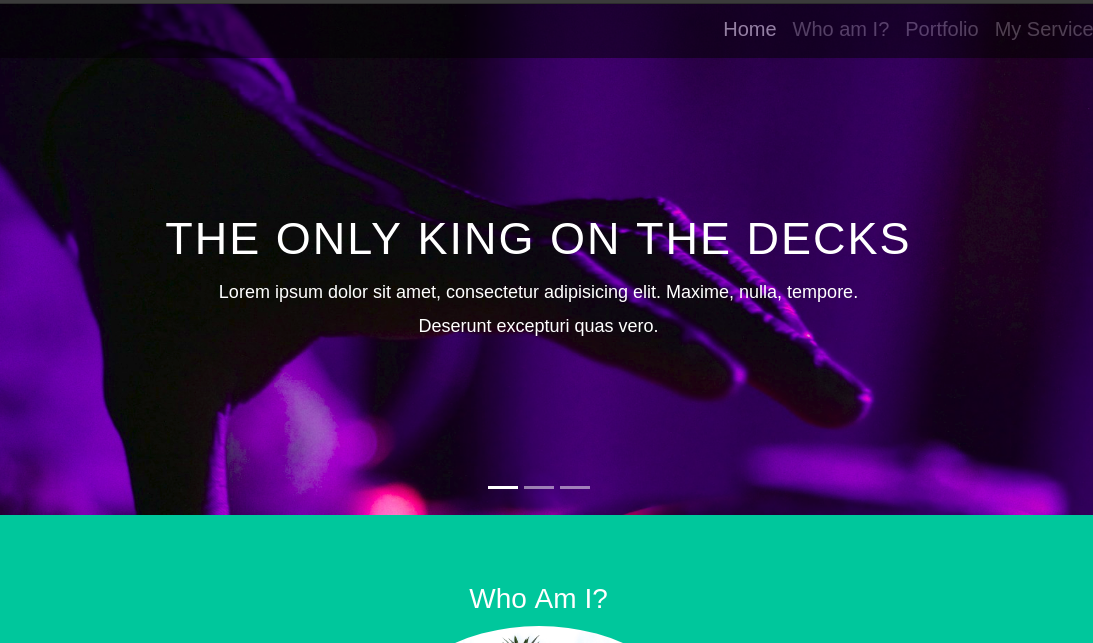 Home Who am I? Portfolio My Service
THE ONLY KING ON THE DECKS
Lorem ipsum dolor sit amet, consectetur adipisicing elit. Maxime, nulla, tempore.
Deserunt excepturi quas vero.
Who Am I?